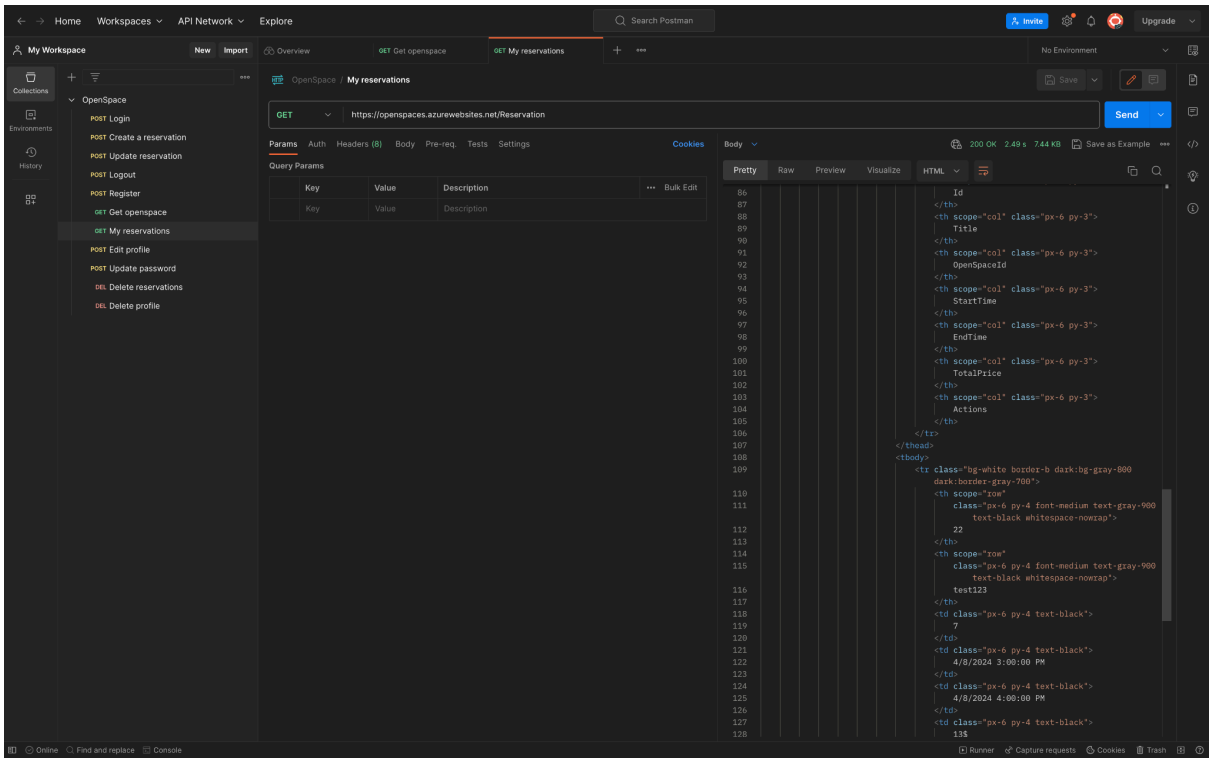 Home Workspaces API Network Explore Search Postman Invite Upgrade
My Workspace New Import Overview GET Get openspace GET My reservations No Environment
Collections
Environments
History
OpenSpace
POST Login
POST Create a reservation
POST Update reservation
POST Logout
POST Register
GET Get openspace
GET My reservations
POST Edit profile
POST Update password
DEL Delete reservations
DEL Delete profile
HTTP OpenSpace / My reservations Save
GET https://openspaces.azurewebsites.net/Reservation Send
Params Auth Headers (8) Body Pre-req. Tests Settings Cookies
Query Params
Key Value Description Bulk Edit
Key Value Description
Body 200 OK 2.49 s 7.44 KB Save as Example
Pretty Raw Preview Visualize HTML
86 Id
87 </th>
88 <th scope="col" class="px-6 py-3">
89 Title
90 </th>
91 <th scope="col" class="px-6 py-3">
92 OpenSpaceId
93 </th>
94 <th scope="col" class="px-6 py-3">
95 StartTime
96 </th>
97 <th scope="col" class="px-6 py-3">
98 EndTime
99 </th>
100 <th scope="col" class="px-6 py-3">
101 TotalPrice
102 </th>
103 <th scope="col" class="px-6 py-3">
104 Actions
105 </th>
106 </tr>
107 </thead>
108 <tbody>
109 <tr class="bg-white border-b dark:bg-gray-800
dark:border-gray-700">
110 <th scope="row"
111 class="px-6 py-4 font-medium text-gray-900
text-black whitespace-nowrap">
112 22
113 </th>
114 <th scope="row"
115 class="px-6 py-4 font-medium text-gray-900
text-black whitespace-nowrap">
116 test123
117 </th>
118 <td class="px-6 py-4 text-black">
119 7
120 </td>
121 <td class="px-6 py-4 text-black">
122 4/8/2024 3:00:00 PM
123 </td>
124 <td class="px-6 py-4 text-black">
125 4/8/2024 4:00:00 PM
126 </td>
127 <td class="px-6 py-4 text-black">
128 13$
Online Find and replace Console Runner Capture requests Cookies Trash